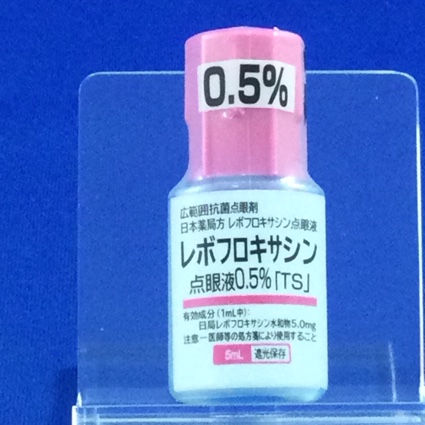 0.5%
広範囲抗菌点眼剤
日本薬局方 レボフロキサシン点眼液
レボフロキサシン
点眼液0.5%「TS」
有効成分(1mL中):
日局レボフロキサシン水和物5.0mg
注意-医師等の処方箋により使用すること
5mL 遮光保存